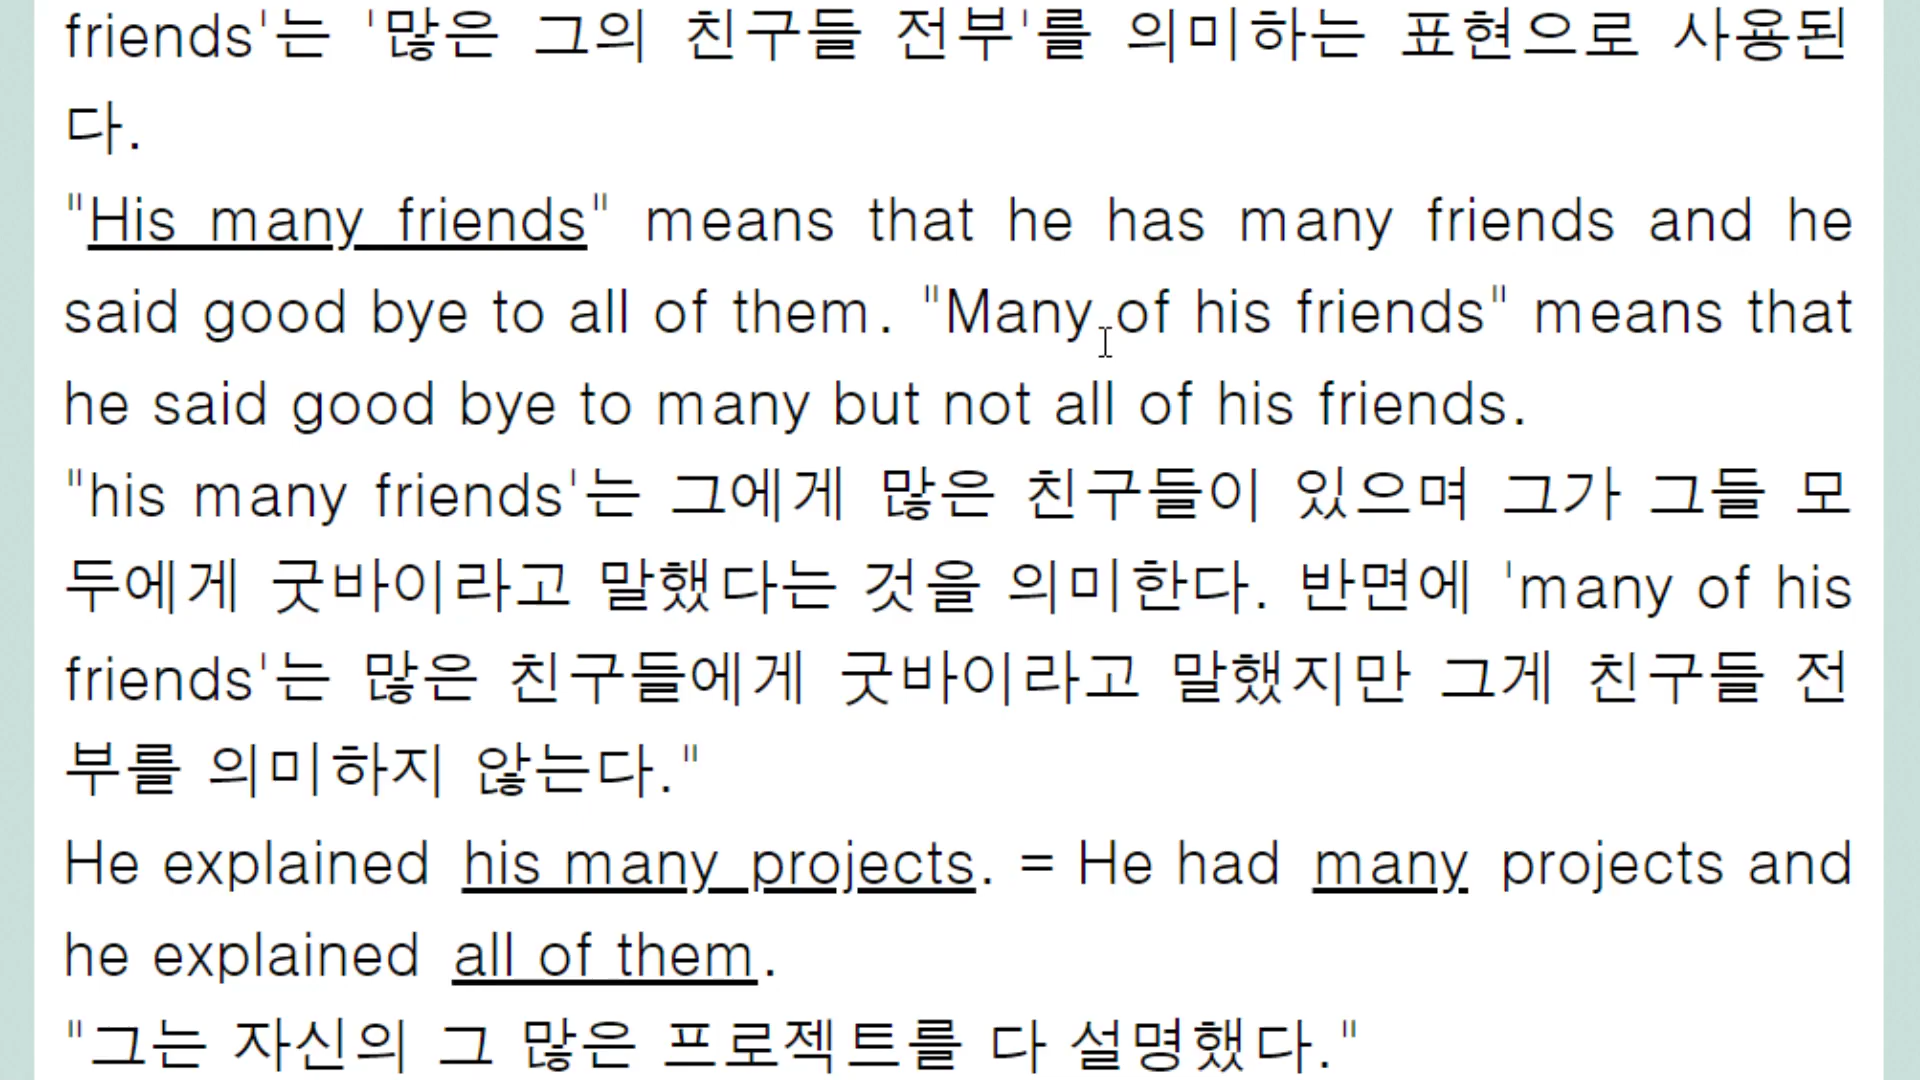 friends'는 '많은 그의 친구들 전부'를 의미하는 표현으로 사용된
다.
"His many friends" means that he has many friends and he
said good bye to all of them. "Many of his friends" means that
he said good bye to many but not all of his friends.
"his many friends'는 그에게 많은 친구들이 있으며 그가 그들 모
두에게 굿바이라고 말했다는 것을 의미한다. 반면에 'many of his
friends'는 많은 친구들에게 굿바이라고 말했지만 그게 친구들 전
부를 의미하지 않는다."
He explained his many projects. = He had many projects and
he explained all of them.
"그는 자신의 그 많은 프로젝트를 다 설명했다."